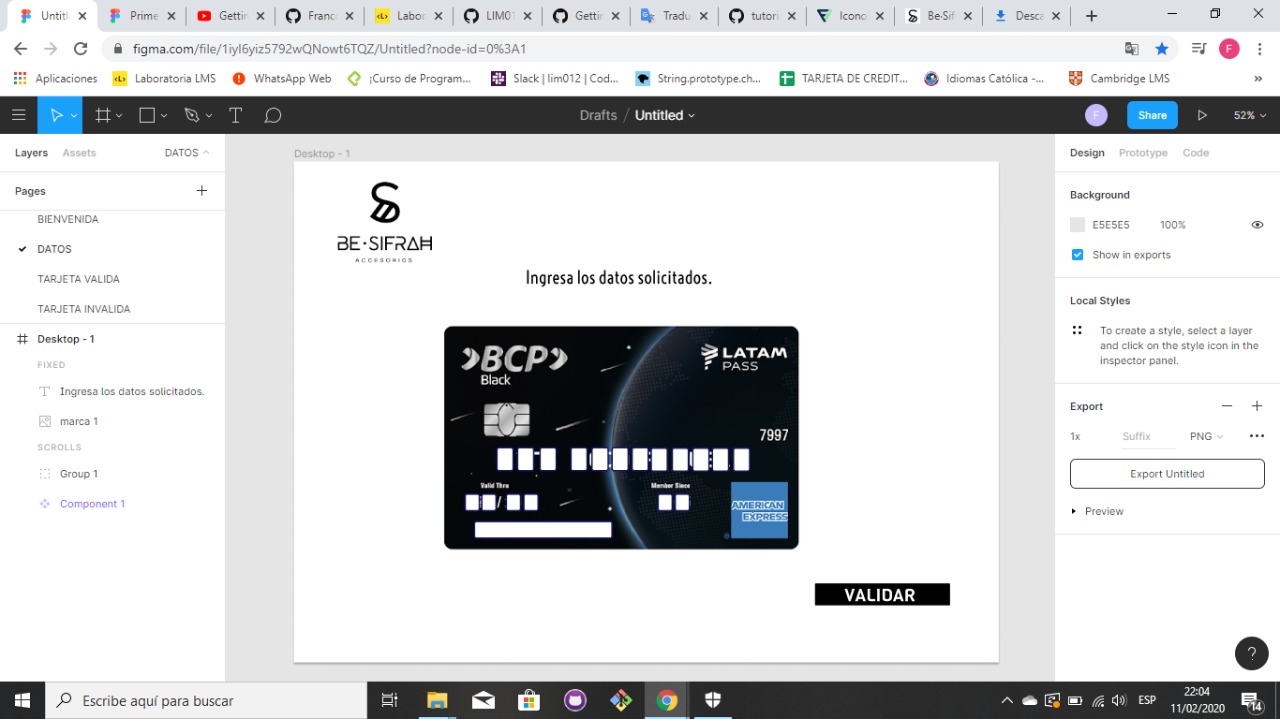 Untitl
Prime
Gettin
Franc
Labor
LIM01
Gettin
Tradu
tutori
Icono
Be-Sif
Desca
figma.com/file/1iyl6yiz5792wQNowt6TQZ/Untitled?node-id=0%3A1
F
Aplicaciones
Laboratoria LMS
WhatsApp Web
¡Curso de Program...
Slack | lim012 | Cod...
String.prototype.ch...
TARJETA DE CREDIT...
Idiomas Católica -...
Cambridge LMS
»
Drafts / Untitled
F
Share
52%
Layers
Assets
DATOS
Pages
BIENVENIDA
DATOS
TARJETA VALIDA
TARJETA INVALIDA
Desktop - 1
FIXED
Ingresa los datos solicitados.
marca 1
SCROLLS
Group 1
Component 1
Desktop - 1
BE·SIFRAH
ACCESORIOS
Ingresa los datos solicitados.
BCP
Black
LATAM
PASS
7997
Valid Thru
Member Since
/
AMERICAN
EXPRESS
VALIDAR
Design
Prototype
Code
Background
E5E5E5
100%
Show in exports
Local Styles
To create a style, select a layer
and click on the style icon in the
inspector panel.
Export
1x
Suffix
PNG
Export Untitled
Preview
?
Escribe aquí para buscar
ESP
22:04
11/02/2020
14